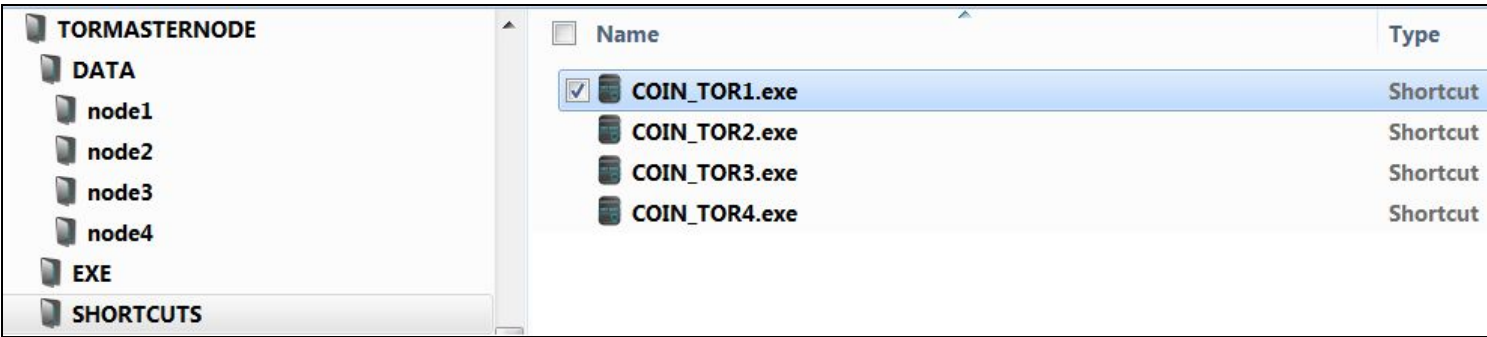 TORMASTERNODE
DATA
node1
node2
node3
node4
EXE
SHORTCUTS
Name Type
COIN_TOR1.exe Shortcut
COIN_TOR2.exe Shortcut
COIN_TOR3.exe Shortcut
COIN_TOR4.exe Shortcut